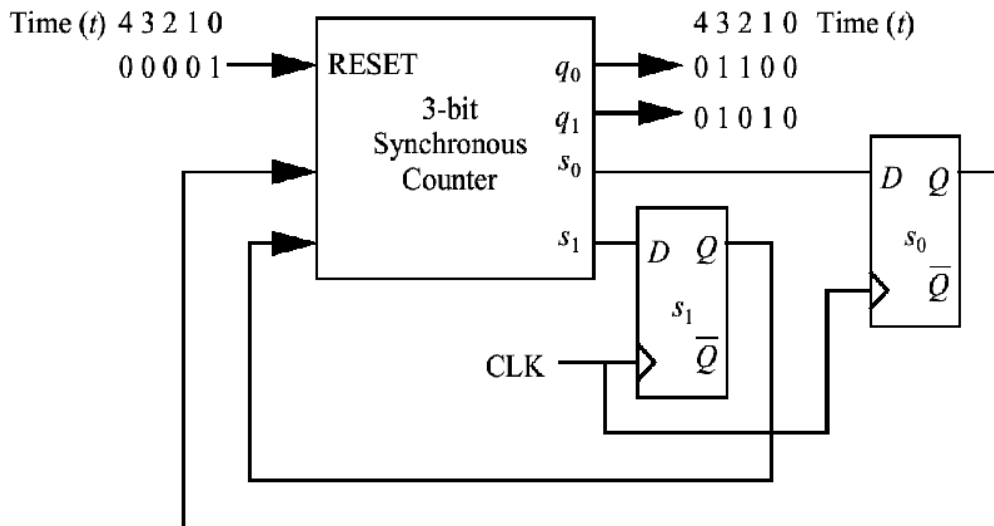 Time (t) 4 3 2 1 0
0 0 0 0 1
RESET
3-bit
Synchronous
Counter
q0
q1
s0
s1
4 3 2 1 0 Time (t)
0 1 1 0 0
0 1 0 1 0
D Q
s0
Q̅
D Q
s1
Q̅
CLK